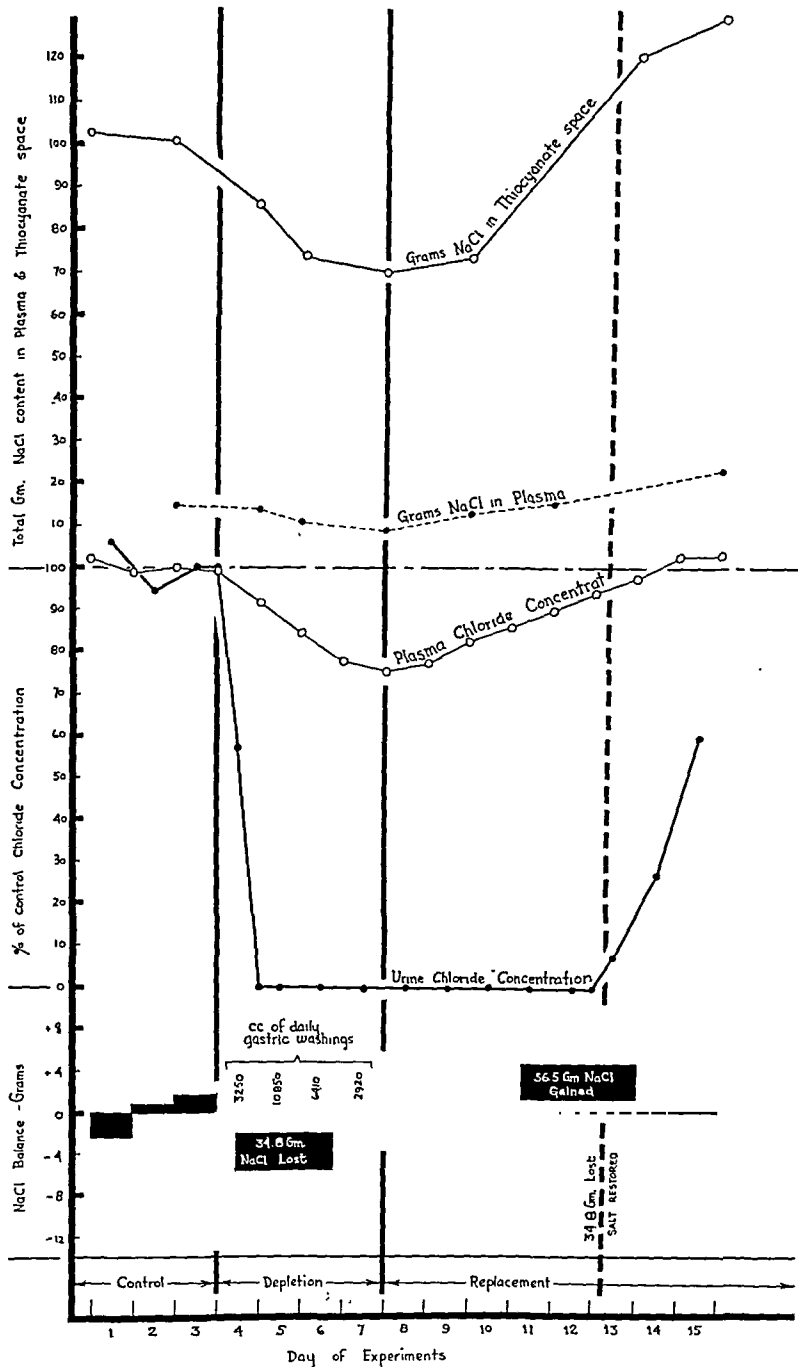 Total Gm. NaCl content in Plasma & Thiocyanate space
120
110
100
90
80
70
60
50
40
30
20
10
Grams NaCl in Thiocyanate space
Grams NaCl in Plasma
% of control Chloride Concentration
100
90
80
70
60
50
40
30
20
10
0
Plasma Chloride Concentrat
Urine Chloride Concentration
NaCl Balance - Grams
+8
+4
0
-4
-8
-12
cc of daily
gastric washings
3250
10850
6410
2920
34.8 Gm
NaCl Lost
36.5 Gm NaCl
Gained
34.8 Gm. Lost
SALT RESTORED
Control
Depletion
Replacement
1 2 3 4 5 6 7 8 9 10 11 12 13 14 15
Day of Experiments